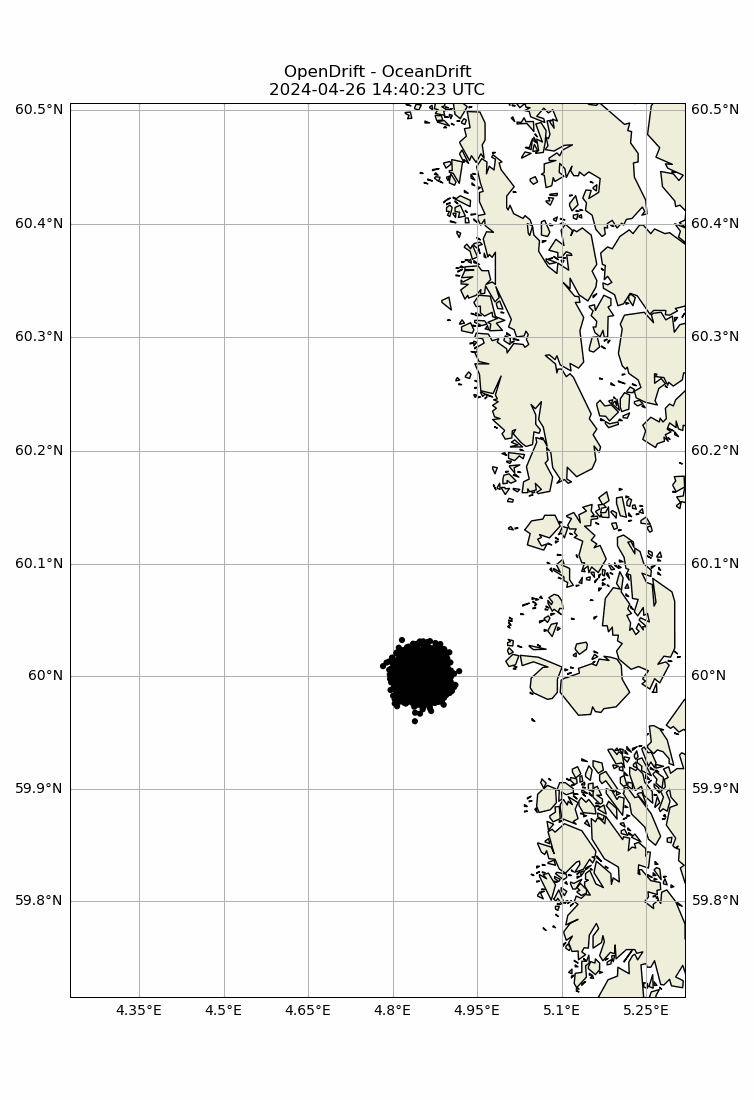 OpenDrift - OceanDrift
2024-04-26 14:40:23 UTC
60.5°N 60.5°N
60.4°N 60.4°N
60.3°N 60.3°N
60.2°N 60.2°N
60.1°N 60.1°N
60°N 60°N
59.9°N 59.9°N
59.8°N 59.8°N
4.35°E 4.5°E 4.65°E 4.8°E 4.95°E 5.1°E 5.25°E